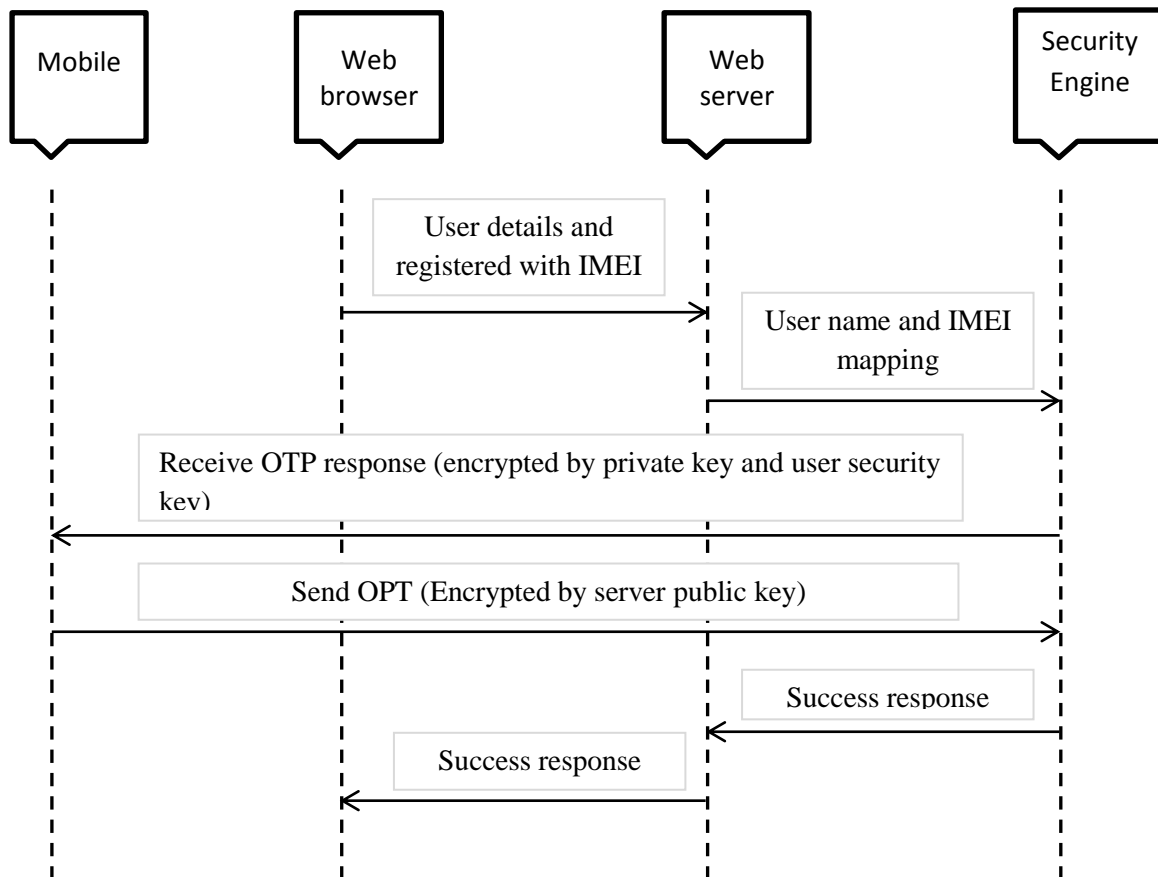 Mobile
Web
browser
Web
server
Security
Engine
User details and
registered with IMEI
User name and IMEI
mapping
Receive OTP response (encrypted by private key and user security
key)
Send OPT (Encrypted by server public key)
Success response
Success response